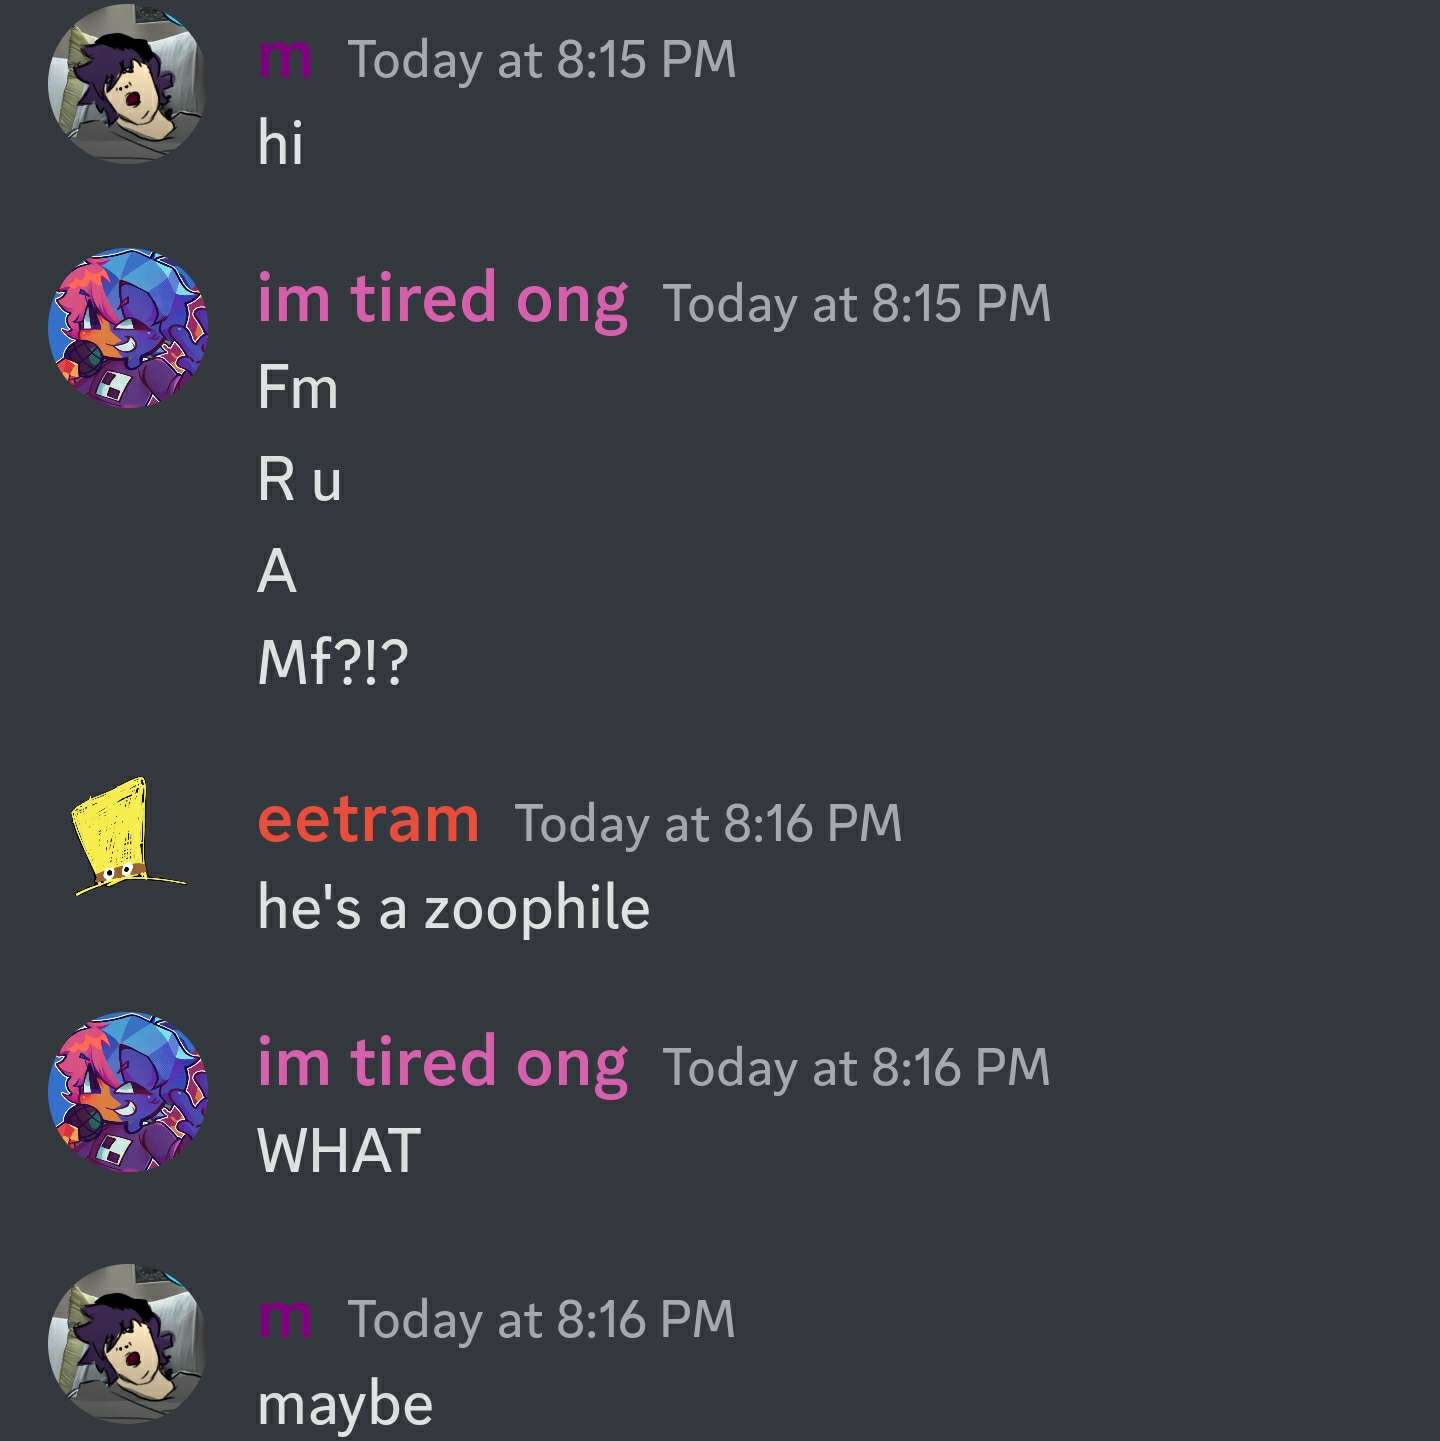 m Today at 8:15 PM
hi
im tired ong Today at 8:15 PM
Fm
R u
A
Mf?!?
eetram Today at 8:16 PM
he's a zoophile
im tired ong Today at 8:16 PM
WHAT
m Today at 8:16 PM
maybe